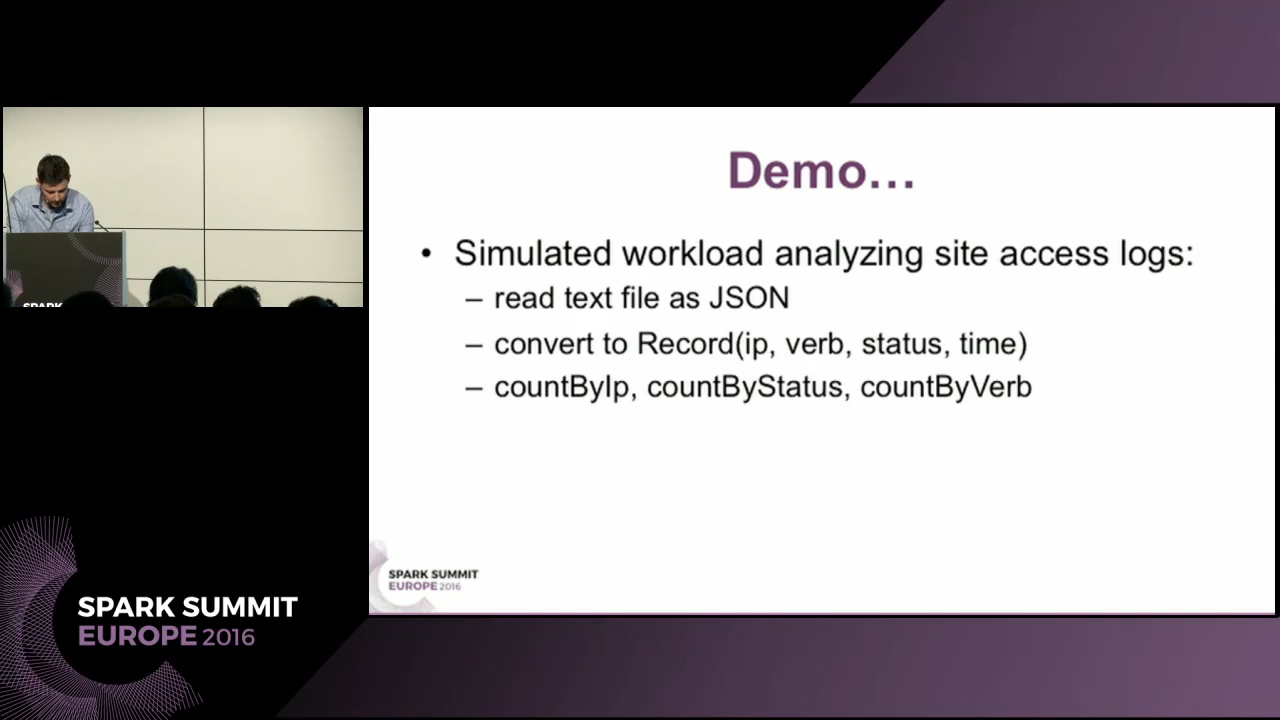 Demo…
• Simulated workload analyzing site access logs:
– read text file as JSON
– convert to Record(ip, verb, status, time)
– countByIp, countByStatus, countByVerb
SPARK SUMMIT
EUROPE 2016
SPARK
SPARK SUMMIT
EUROPE 2016